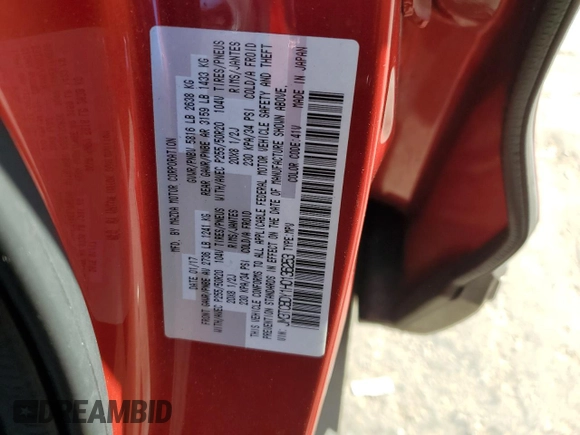 MFD. BY MAZDA MOTOR CORPORATION
DATE: 01/17 GVWR/PNBV 5816 LB 2638 KG
FRONT GAWR/PNBE AV 2736 LB 1241 KG REAR GAWR/PNBE AR 3159 LB 1433 KG
WITH/AVEC P255/50R20 104V TIRES/PNEUS WITH/AVEC P255/50R20 104V TIRES/PNEUS
20X8 1/2J RIMS/JANTES 20X8 1/2J RIMS/JANTES
230 KPA/34 PSI COLD/A FROID 230 KPA/34 PSI COLD/A FROID
THIS VEHICLE CONFORMS TO ALL APPLICABLE FEDERAL MOTOR VEHICLE SAFETY AND THEFT
PREVENTION STANDARDS IN EFFECT ON THE DATE OF MANUFACTURE SHOWN ABOVE.
COLOR CODE: 41V
VIN: TYPE: MPV MADE IN JAPAN
DREAMBID